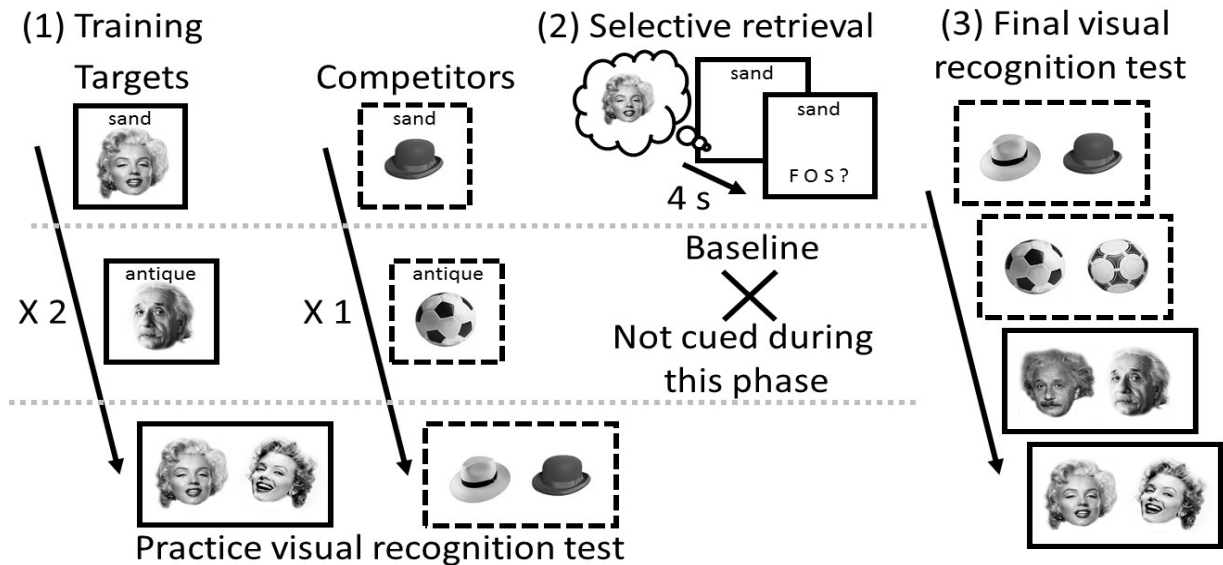 (1) Training
Targets
sand
antique
X 2
Competitors
sand
antique
X 1
Practice visual recognition test
(2) Selective retrieval
sand
sand
F O S ?
4 s
Baseline
Not cued during
this phase
(3) Final visual
recognition test